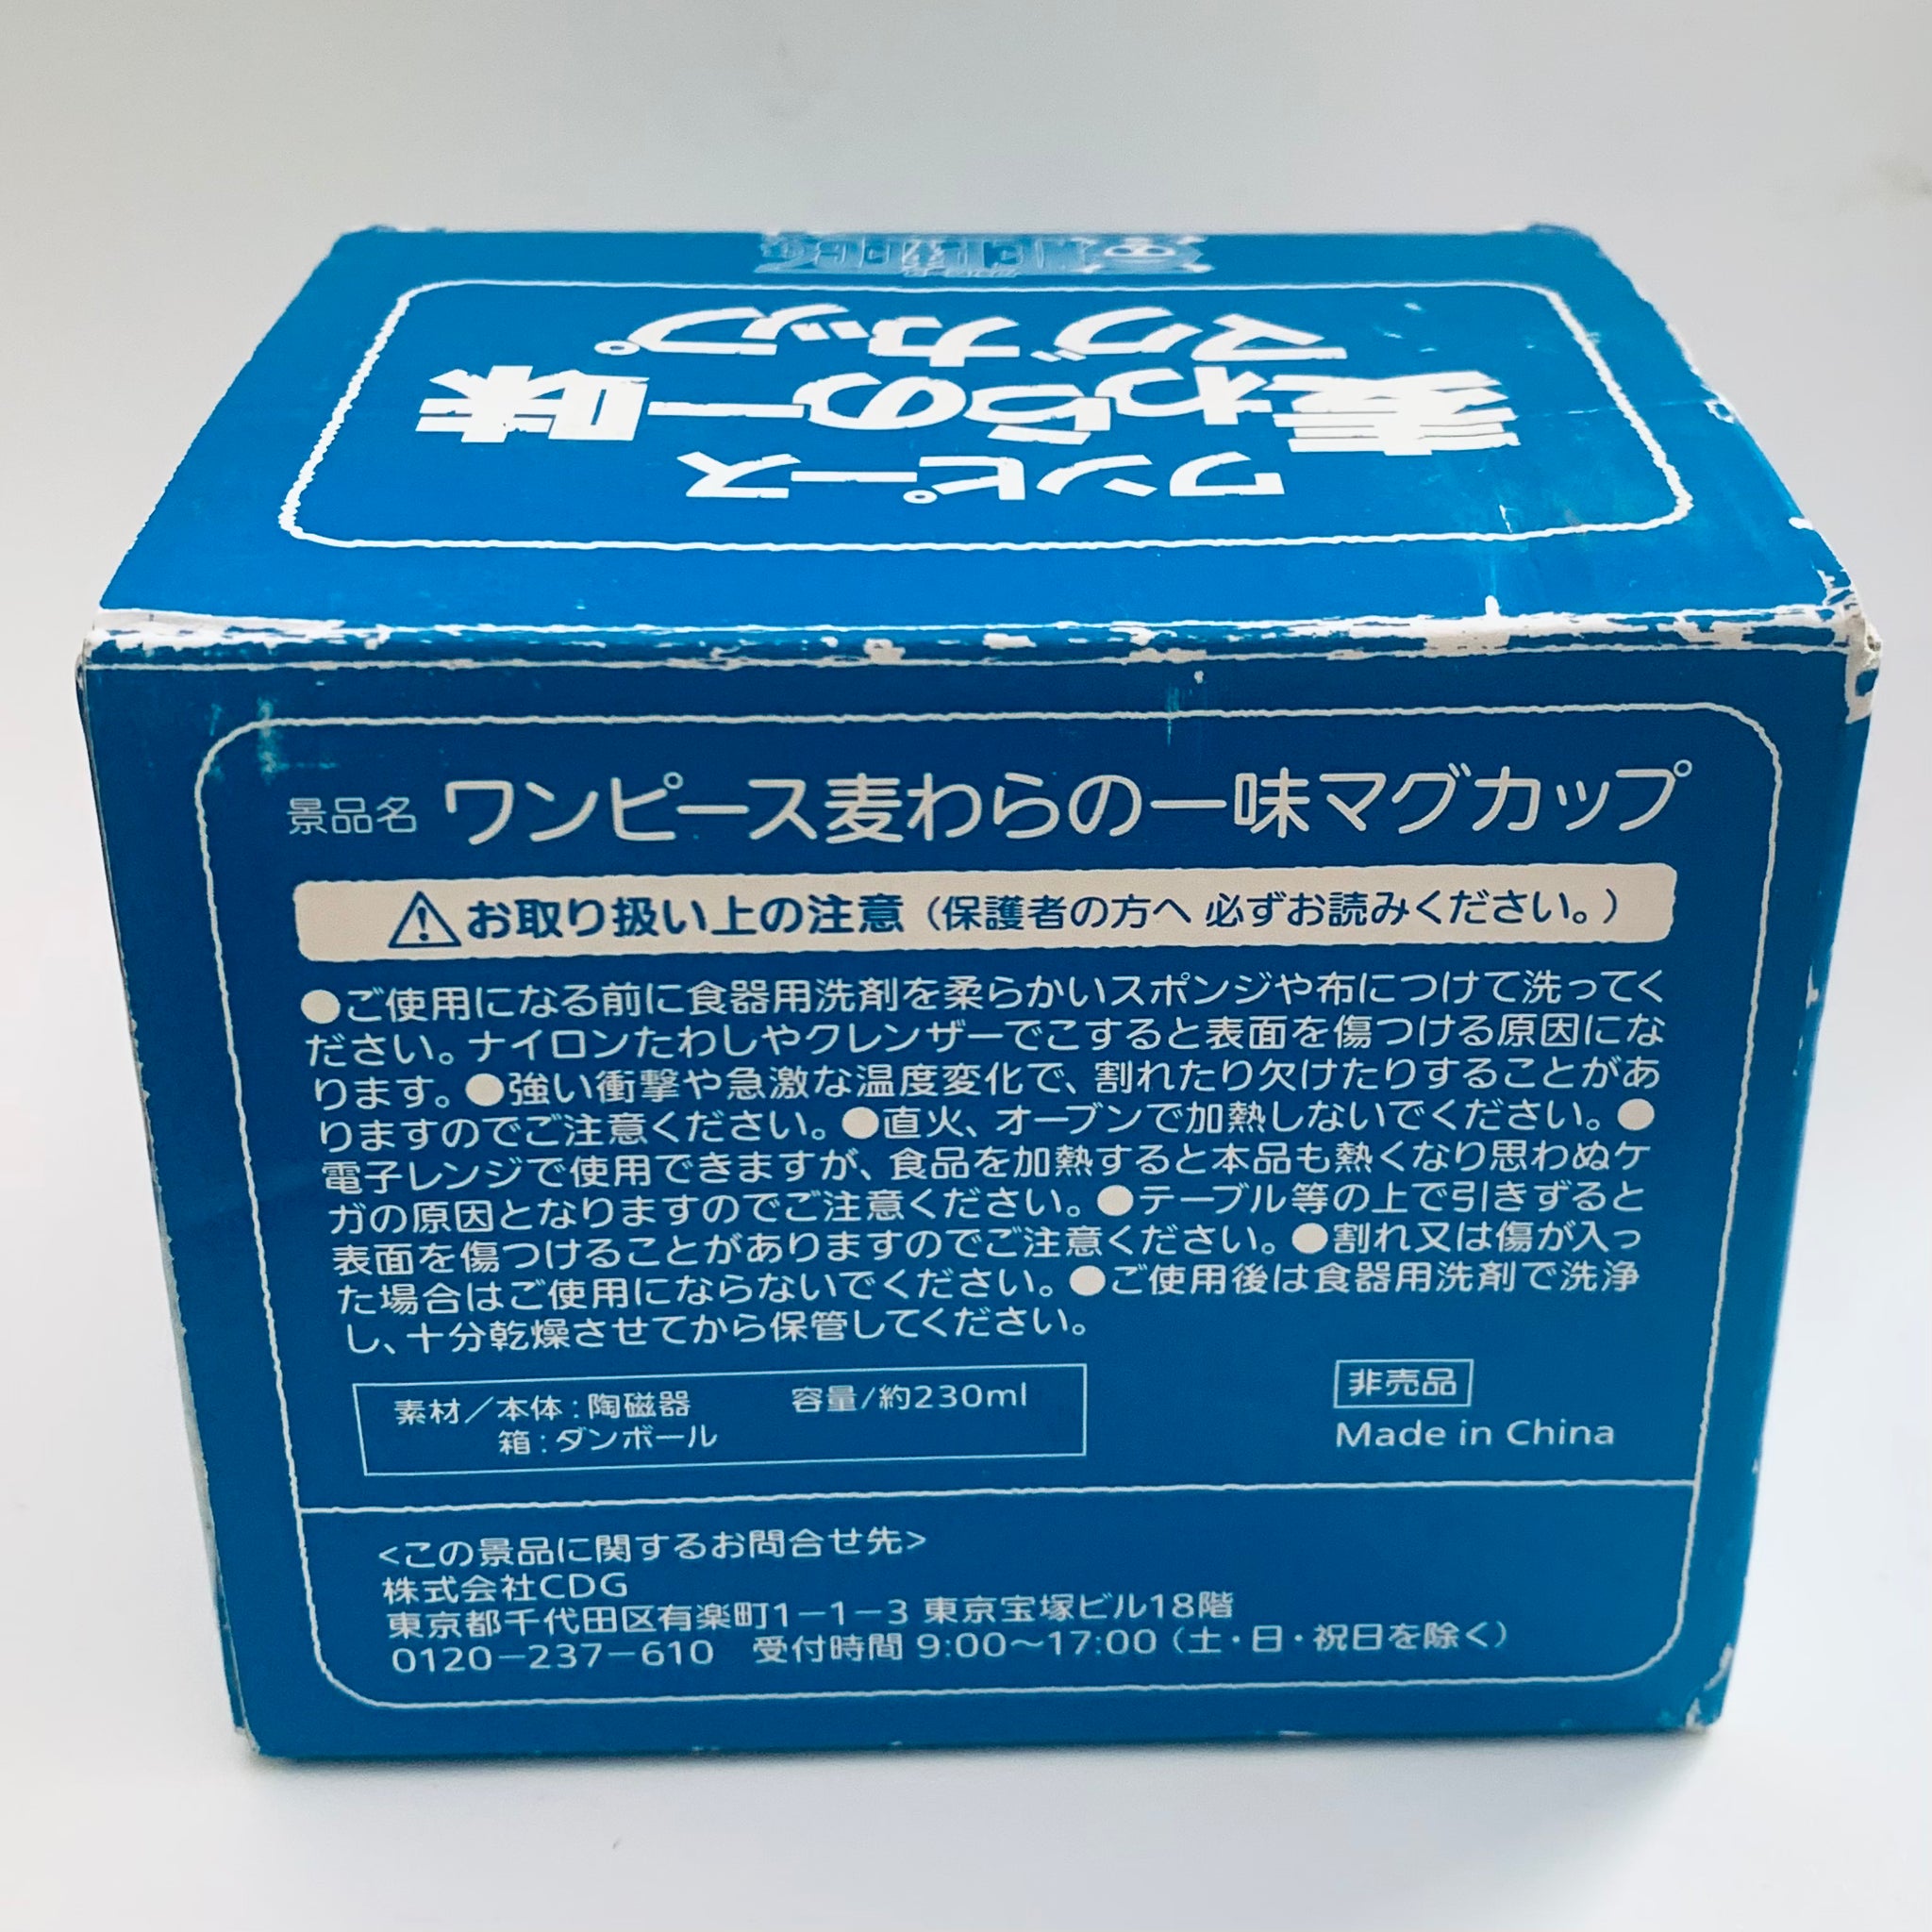 ワンピース
麦わらの一味
マグカップ
景品名 ワンピース麦わらの一味マグカップ
お取り扱い上の注意（保護者の方へ 必ずお読みください。）
●ご使用になる前に食器用洗剤を柔らかいスポンジや布につけて洗ってく
ださい。ナイロンたわしやクレンザーでこすると表面を傷つける原因にな
ります。●強い衝撃や急激な温度変化で、割れたり欠けたりすることがあ
りますのでご注意ください。●直火、オーブンで加熱しないでください。●
電子レンジで使用できますが、食品を加熱すると本品も熱くなり思わぬケ
ガの原因となりますのでご注意ください。●テーブル等の上で引きずると
表面を傷つけることがありますのでご注意ください。●割れ又は傷が入っ
た場合はご使用にならないでください。●ご使用後は食器用洗剤で洗浄
し、十分乾燥させてから保管してください。
素材／本体：陶磁器 容量/約230ml
箱：ダンボール
非売品
Made in China
<この景品に関するお問合せ先>
株式会社CDG
東京都千代田区有楽町1－1－3 東京宝塚ビル18階
0120－237－610 受付時間 9:00～17:00（土・日・祝日を除く）